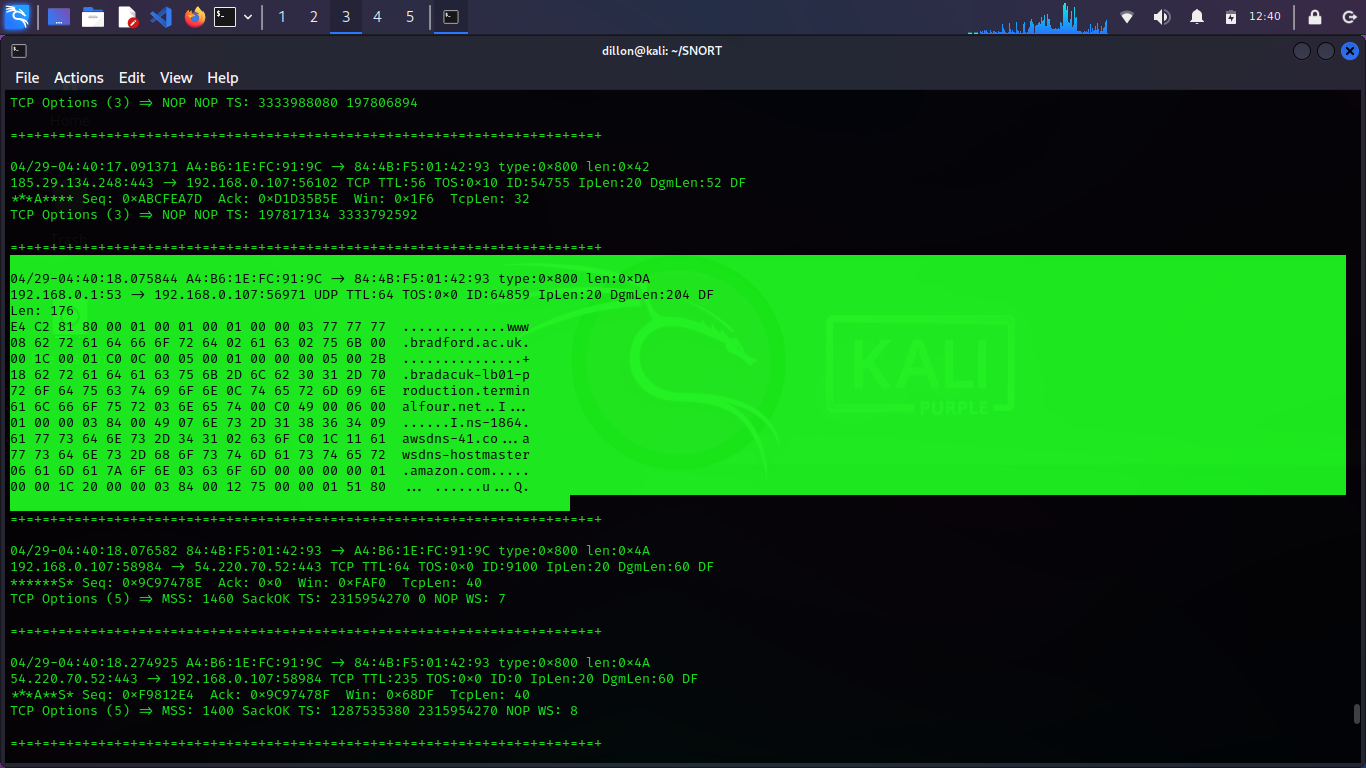 1 2 3 4 5 12:40
dillon@kali: ~/SNORT
File Actions Edit View Help
TCP Options (3) => NOP NOP TS: 3333988080 197806894
Home
=+=+=+=+=+=+=+=+=+=+=+=+=+=+=+=+=+=+=+=+=+=+=+=+=+=+=+=+=+=+=+=+=+=+=+=+=+
04/29-04:40:17.091371 A4:B6:1E:FC:91:9C -> 84:4B:F5:01:42:93 type:0×800 len:0×42
185.29.134.248:443 -> 192.168.0.107:56102 TCP TTL:56 TOS:0×10 ID:54755 IpLen:20 DgmLen:52 DF
***A**** Seq: 0×ABCFEA7D  Ack: 0×D1D35B5E  Win: 0×1F6  TcpLen: 32
TCP Options (3) => NOP NOP TS: 197817134 3333792592
=+=+=+=+=+=+=+=+=+=+=+=+=+=+=+=+=+=+=+=+=+=+=+=+=+=+=+=+=+=+=+=+=+=+=+=+=+
04/29-04:40:18.075844 A4:B6:1E:FC:91:9C -> 84:4B:F5:01:42:93 type:0×800 len:0×DA
192.168.0.1:53 -> 192.168.0.107:56971 UDP TTL:64 TOS:0×0 ID:64859 IpLen:20 DgmLen:204 DF
Len: 176
E4 C2 81 80 00 01 00 01 00 01 00 00 03 77 77 77  .............www
08 62 72 61 64 66 6F 72 64 02 61 63 02 75 6B 00  .bradford.ac.uk.
00 1C 00 01 C0 0C 00 05 00 01 00 00 00 05 00 2B  ...............+
18 62 72 61 64 61 63 75 6B 2D 6C 62 30 31 2D 70  .bradacuk-lb01-p
72 6F 64 75 63 74 69 6F 6E 0C 74 65 72 6D 69 6E  roduction.termin
61 6C 66 6F 75 72 03 6E 65 74 00 C0 49 00 06 00  alfour.net..I...
01 00 00 03 84 00 49 07 6E 73 2D 31 38 36 34 09  ......I.ns-1864.
61 77 73 64 6E 73 2D 34 31 02 63 6F C0 1C 11 61  awsdns-41.co...a
77 73 64 6E 73 2D 68 6F 73 74 6D 61 73 74 65 72  wsdns-hostmaster
06 61 6D 61 7A 6F 6E 03 63 6F 6D 00 00 00 00 01  .amazon.com.....
00 00 1C 20 00 00 03 84 00 12 75 00 00 01 51 80  ... ......u...Q.
KALI
PURPLE
=+=+=+=+=+=+=+=+=+=+=+=+=+=+=+=+=+=+=+=+=+=+=+=+=+=+=+=+=+=+=+=+=+=+=+=+=+
04/29-04:40:18.076582 84:4B:F5:01:42:93 -> A4:B6:1E:FC:91:9C type:0×800 len:0×4A
192.168.0.107:58984 -> 54.220.70.52:443 TCP TTL:64 TOS:0×0 ID:9100 IpLen:20 DgmLen:60 DF
******S* Seq: 0×9C97478E  Ack: 0×0  Win: 0×FAF0  TcpLen: 40
TCP Options (5) => MSS: 1460 SackOK TS: 2315954270 0 NOP WS: 7
=+=+=+=+=+=+=+=+=+=+=+=+=+=+=+=+=+=+=+=+=+=+=+=+=+=+=+=+=+=+=+=+=+=+=+=+=+
04/29-04:40:18.274925 A4:B6:1E:FC:91:9C -> 84:4B:F5:01:42:93 type:0×800 len:0×4A
54.220.70.52:443 -> 192.168.0.107:58984 TCP TTL:235 TOS:0×0 ID:0 IpLen:20 DgmLen:60 DF
***A**S* Seq: 0×F9812E4  Ack: 0×9C97478F  Win: 0×68DF  TcpLen: 40
TCP Options (5) => MSS: 1400 SackOK TS: 1287535380 2315954270 NOP WS: 8
=+=+=+=+=+=+=+=+=+=+=+=+=+=+=+=+=+=+=+=+=+=+=+=+=+=+=+=+=+=+=+=+=+=+=+=+=+